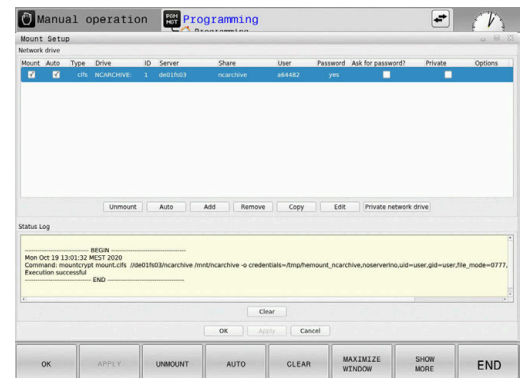 Manual operation
PGM MGT Programming
Programming
Mount Setup
Network drive
Mount Auto Type Drive ID Server Share User Password Ask for password? Private Options
cifs NCARCHIVE: 1 de01fs03 ncarchive a64482 yes
Unmount Auto Add Remove Copy Edit Private network drive
Status Log
---------------------- BEGIN ----------------------
Mon Oct 19 13:01:32 MEST 2020
Command: mountcrypt mount.cifs //de01fs03/ncarchive /mnt/ncarchive -o credentials=/tmp/hemount_ncarchive,noserverino,uid=user,gid=user,file_mode=0777,
Execution successful
---------------------- END ----------------------
Clear
OK Apply Cancel
OK APPLY UNMOUNT AUTO CLEAR MAXIMIZE WINDOW SHOW MORE END